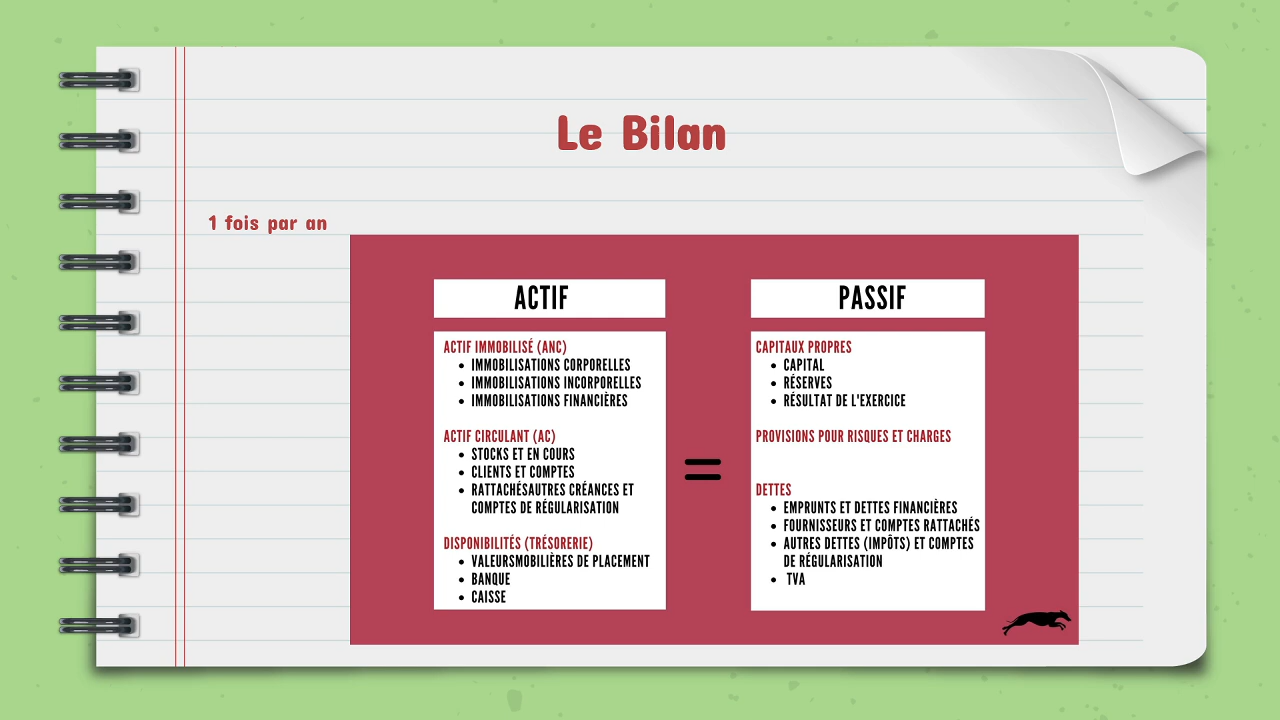 Le Bilan
1 fois par an
ACTIF
ACTIF IMMOBILISÉ (ANC)
• IMMOBILISATIONS CORPORELLES
• IMMOBILISATIONS INCORPORELLES
• IMMOBILISATIONS FINANCIÈRES
ACTIF CIRCULANT (AC)
• STOCKS ET EN COURS
• CLIENTS ET COMPTES
• RATTACHÉSAUTRES CRÉANCES ET
COMPTES DE RÉGULARISATION
DISPONIBILITÉS (TRÉSORERIE)
• VALEURSMOBILIÈRES DE PLACEMENT
• BANQUE
• CAISSE
=
PASSIF
CAPITAUX PROPRES
• CAPITAL
• RÉSERVES
• RÉSULTAT DE L'EXERCICE
PROVISIONS POUR RISQUES ET CHARGES
DETTES
• EMPRUNTS ET DETTES FINANCIÈRES
• FOURNISSEURS ET COMPTES RATTACHÉS
• AUTRES DETTES (IMPÔTS) ET COMPTES
DE RÉGULARISATION
• TVA